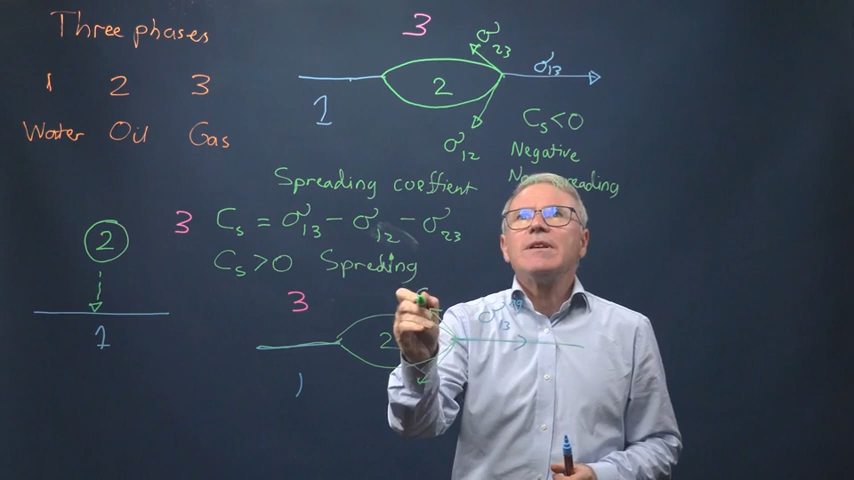 Three phases
1 2 3
Water Oil Gas
3
σ23
σ13
2
1
σ12
Cs<0
Negative
spreading
Spreading coeffient
3 Cs = σ13 - σ12 - σ23
Cs>0 Spreading
2
1
3
σ13
2
1